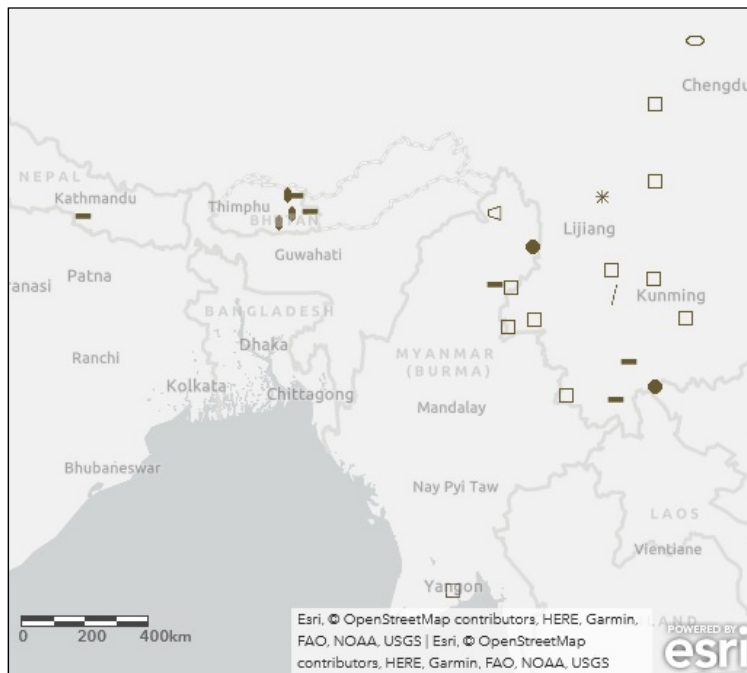 Chengdu
NEPAL
Kathmandu
Thimphu
BHUTAN
Lijiang
Guwahati
Patna
ranasi
Kunming
BANGLADESH
Dhaka
Ranchi
MYANMAR
(BURMA)
Kolkata
Chittagong
Mandalay
Bhubaneswar
Nay Pyi Taw
LAOS
Vientiane
Yangon
0 200 400km
Esri, © OpenStreetMap contributors, HERE, Garmin,
FAO, NOAA, USGS | Esri, © OpenStreetMap
contributors, HERE, Garmin, FAO, NOAA, USGS
LAND
POWERED BY
esri